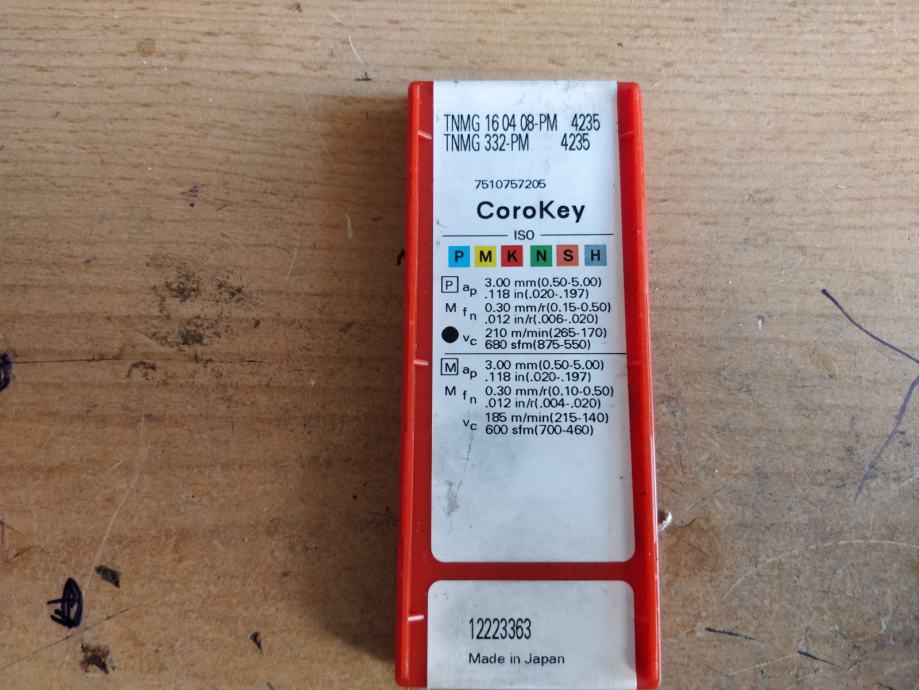 TNMG 16 04 08-PM 4235
TNMG 332-PM 4235
7510757205
CoroKey
ISO
P M K N S H
P ap 3.00 mm(0.50-5.00)
.118 in(.020-.197)
M fn 0.30 mm/r(0.15-0.50)
.012 in/r(.006-.020)
vc 210 m/min(265-170)
680 sfm(875-550)
M ap 3.00 mm(0.50-5.00)
.118 in(.020-.197)
M fn 0.30 mm/r(0.10-0.50)
.012 in/r(.004-.020)
vc 185 m/min(215-140)
600 sfm(700-460)
12223363
Made in Japan